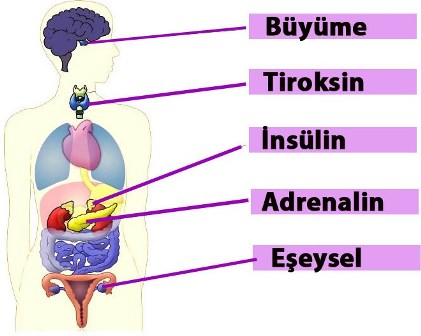 Büyüme
Tiroksin
İnsülin
Adrenalin
Eşeysel